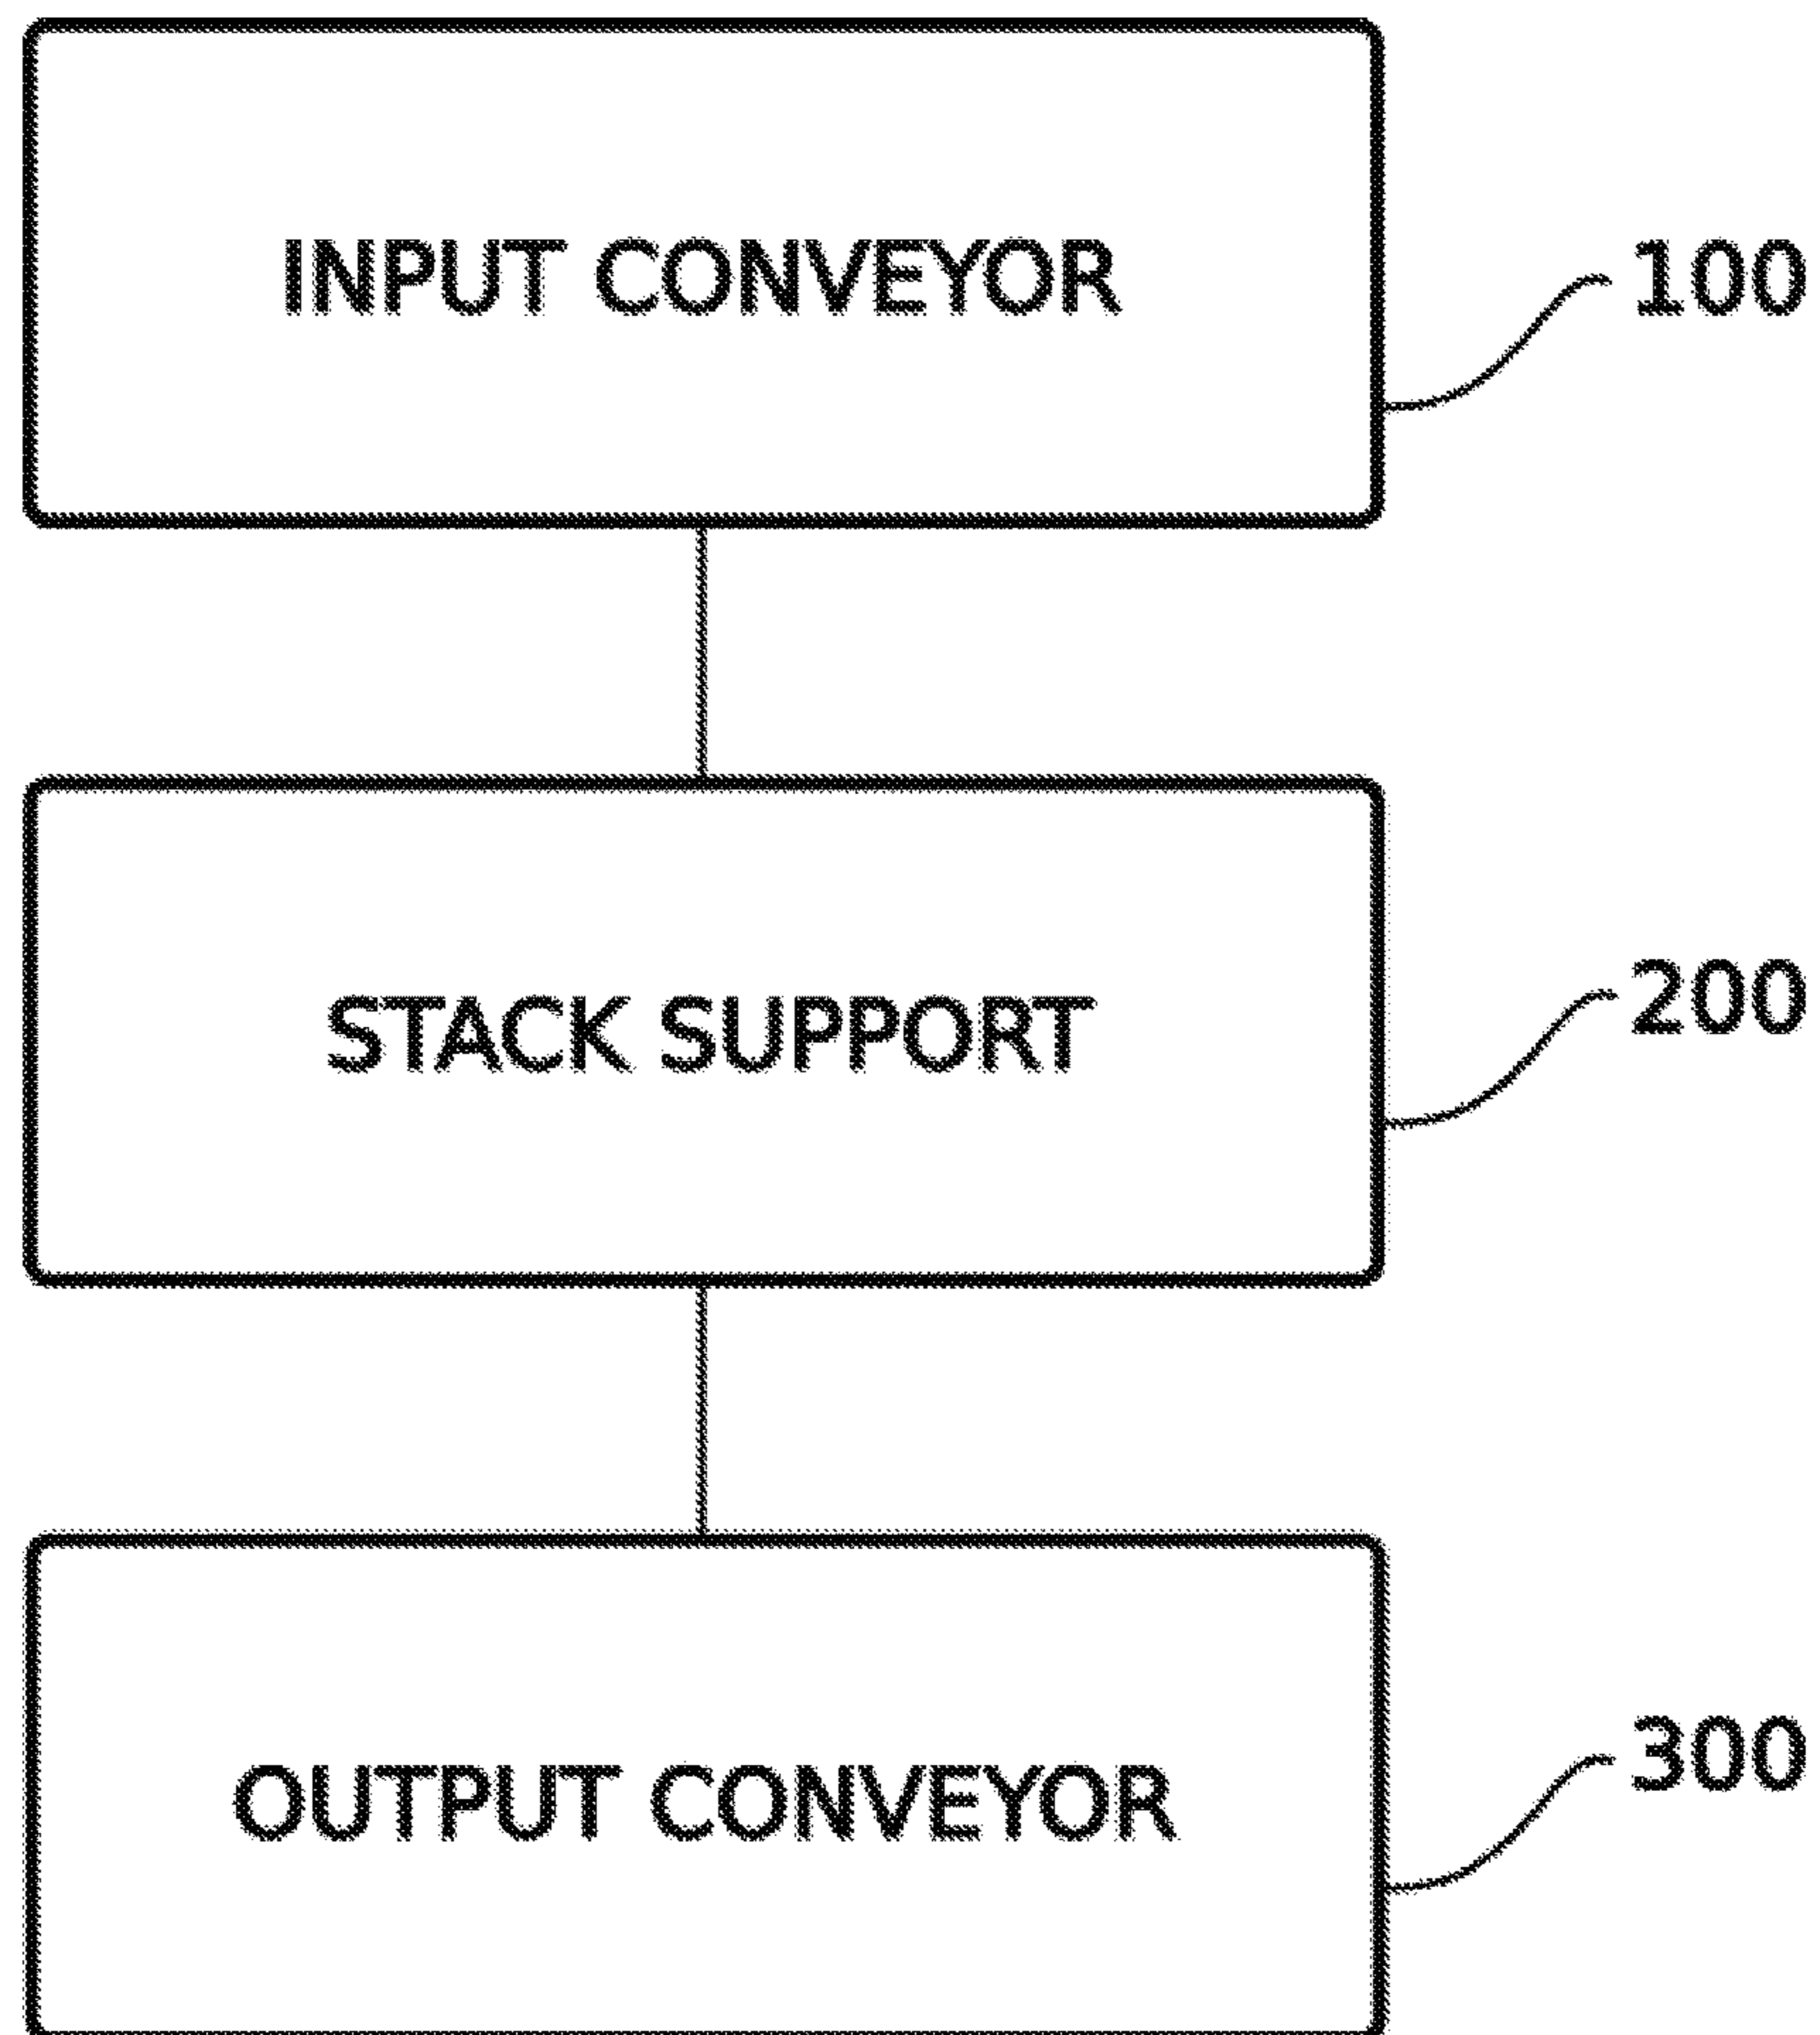 INPUT CONVEYOR
100
STACK SUPPORT
200
OUTPUT CONVEYOR
300